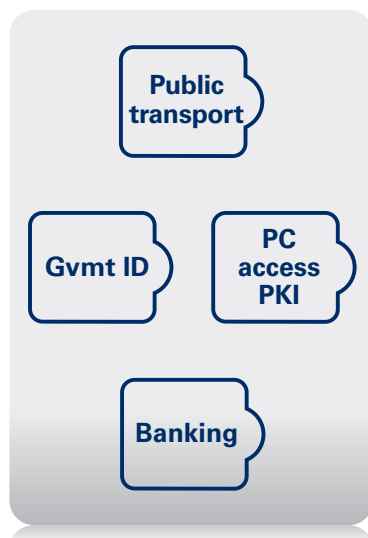 Public
transport
Gvmt ID
PC
access
PKI
Banking